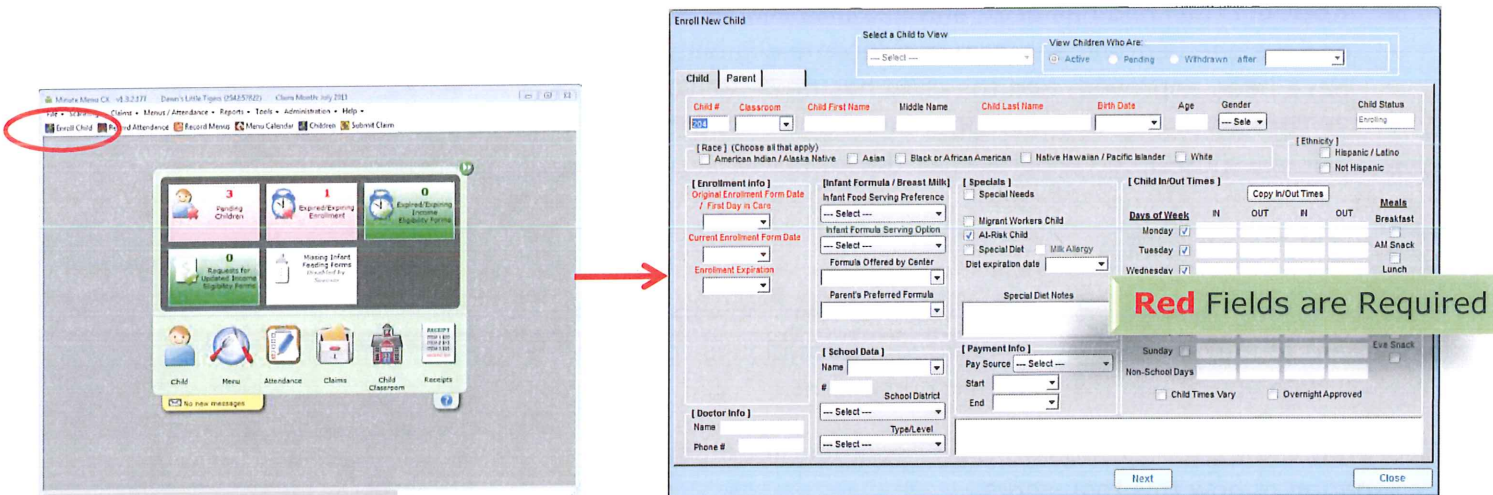 Minute Menu CX - v1.3.2.177 Dawn's Little Tigers Claim Month: July 2011
File Claims Menus / Attendance Reports Tools Administration Help
Enroll Child Record Attendance Record Menus Menu Calendar Children Submit Claim
3
Pending
Children
1
Expired/Expiring
Enrollment
0
Expired/Expiring
Income
Eligibility Forms
0
Requests for
Updated Income
Eligibility Forms
Missing Infant
Feeding Forms
Disabled by
Sponsor
RECEIPT
Child Menu Attendance Claims Child Classroom Receipts
No new messages
Enroll New Child
Select a Child to View
--- Select ---
View Children Who Are:
Active Pending Withdrawn after
Child Parent
Child # Classroom Child First Name Middle Name Child Last Name Birth Date Age Gender Child Status
204 --- Sele Enrolling
[ Race ] (Choose all that apply)
American Indian / Alaska Native Asian Black or African American Native Hawaiian / Pacific Islander White
[ Ethnicity ]
Hispanic / Latino
Not Hispanic
[ Enrollment info ]
Original Enrollment Form Date
/ First Day in Care
Current Enrollment Form Date
Enrollment Expiration
[ Doctor Info ]
Name
Phone #
[Infant Formula / Breast Milk]
Infant Food Serving Preference
--- Select ---
Infant Formula Serving Option
--- Select ---
Formula Offered by Center
Parent's Preferred Formula
[ School Data ]
Name
#
School District
--- Select ---
Type/Level
--- Select ---
[ Specials ]
Special Needs
Migrant Workers Child
At-Risk Child
Special Diet Milk Allergy
Diet expiration date
Special Diet Notes
[ Payment Info ]
Pay Source --- Select ---
Start
End
[ Child In/Out Times ]
Copy In/Out Times
Days of Week IN OUT IN OUT
Monday
Tuesday
Wednesday
Sunday
Non-School Days
Child Times Vary Overnight Approved
Meals
Breakfast
AM Snack
Lunch
Eve Snack
Red Fields are Required
Next
Close